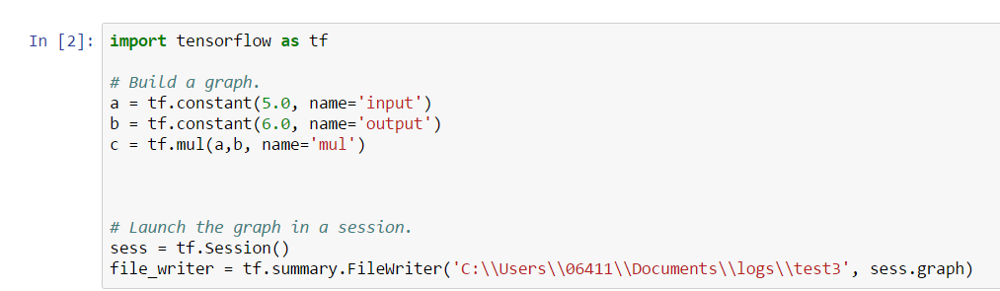 In [2]: import tensorflow as tf
# Build a graph.
a = tf.constant(5.0, name='input')
b = tf.constant(6.0, name='output')
c = tf.mul(a,b, name='mul')
# Launch the graph in a session.
sess = tf.Session()
file_writer = tf.summary.FileWriter('C:\\Users\\06411\\Documents\\logs\\test3', sess.graph)